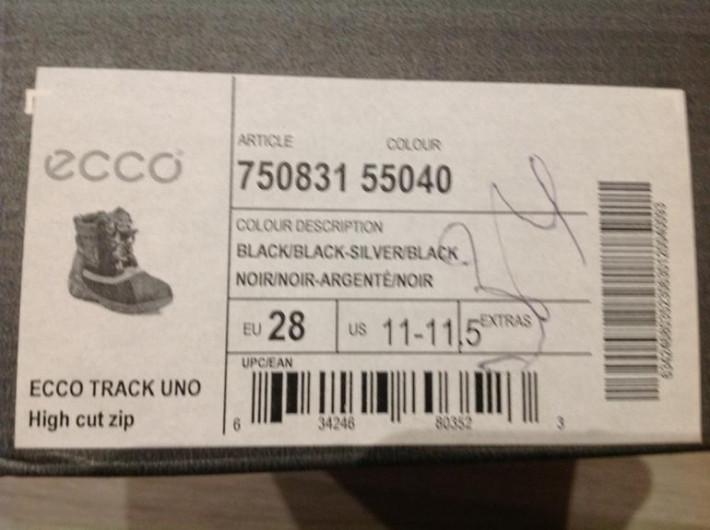 ecco
ARTICLE COLOUR
750831 55040
COLOUR DESCRIPTION
BLACK/BLACK-SILVER/BLACK
NOIR/NOIR-ARGENTÉ/NOIR
EU 28 US 11-11.5 EXTRAS
UPC/EAN
6 34246 80352 3
ECCO TRACK UNO
High cut zip